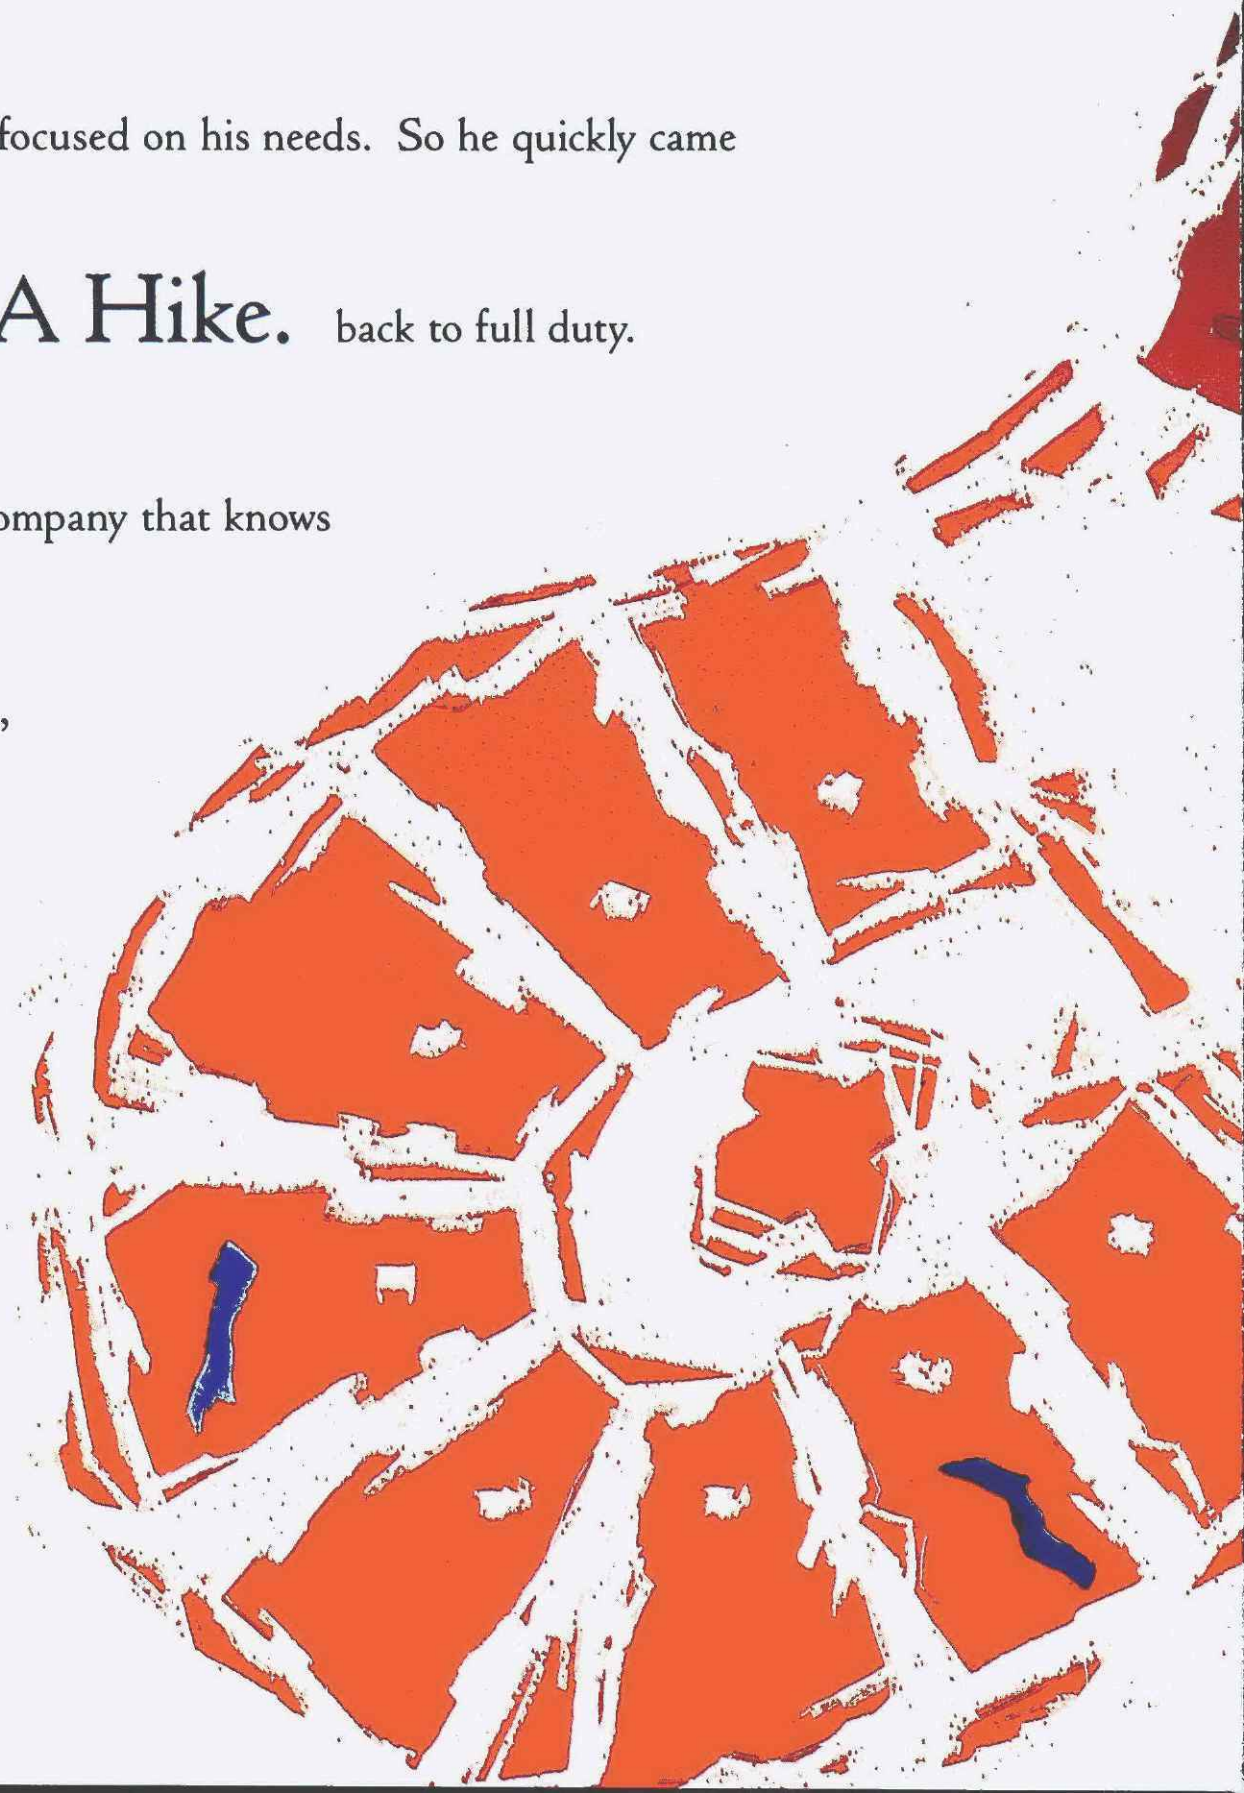 focused on his needs. So he quickly came
A Hike. back to full duty.
ompany that knows
,